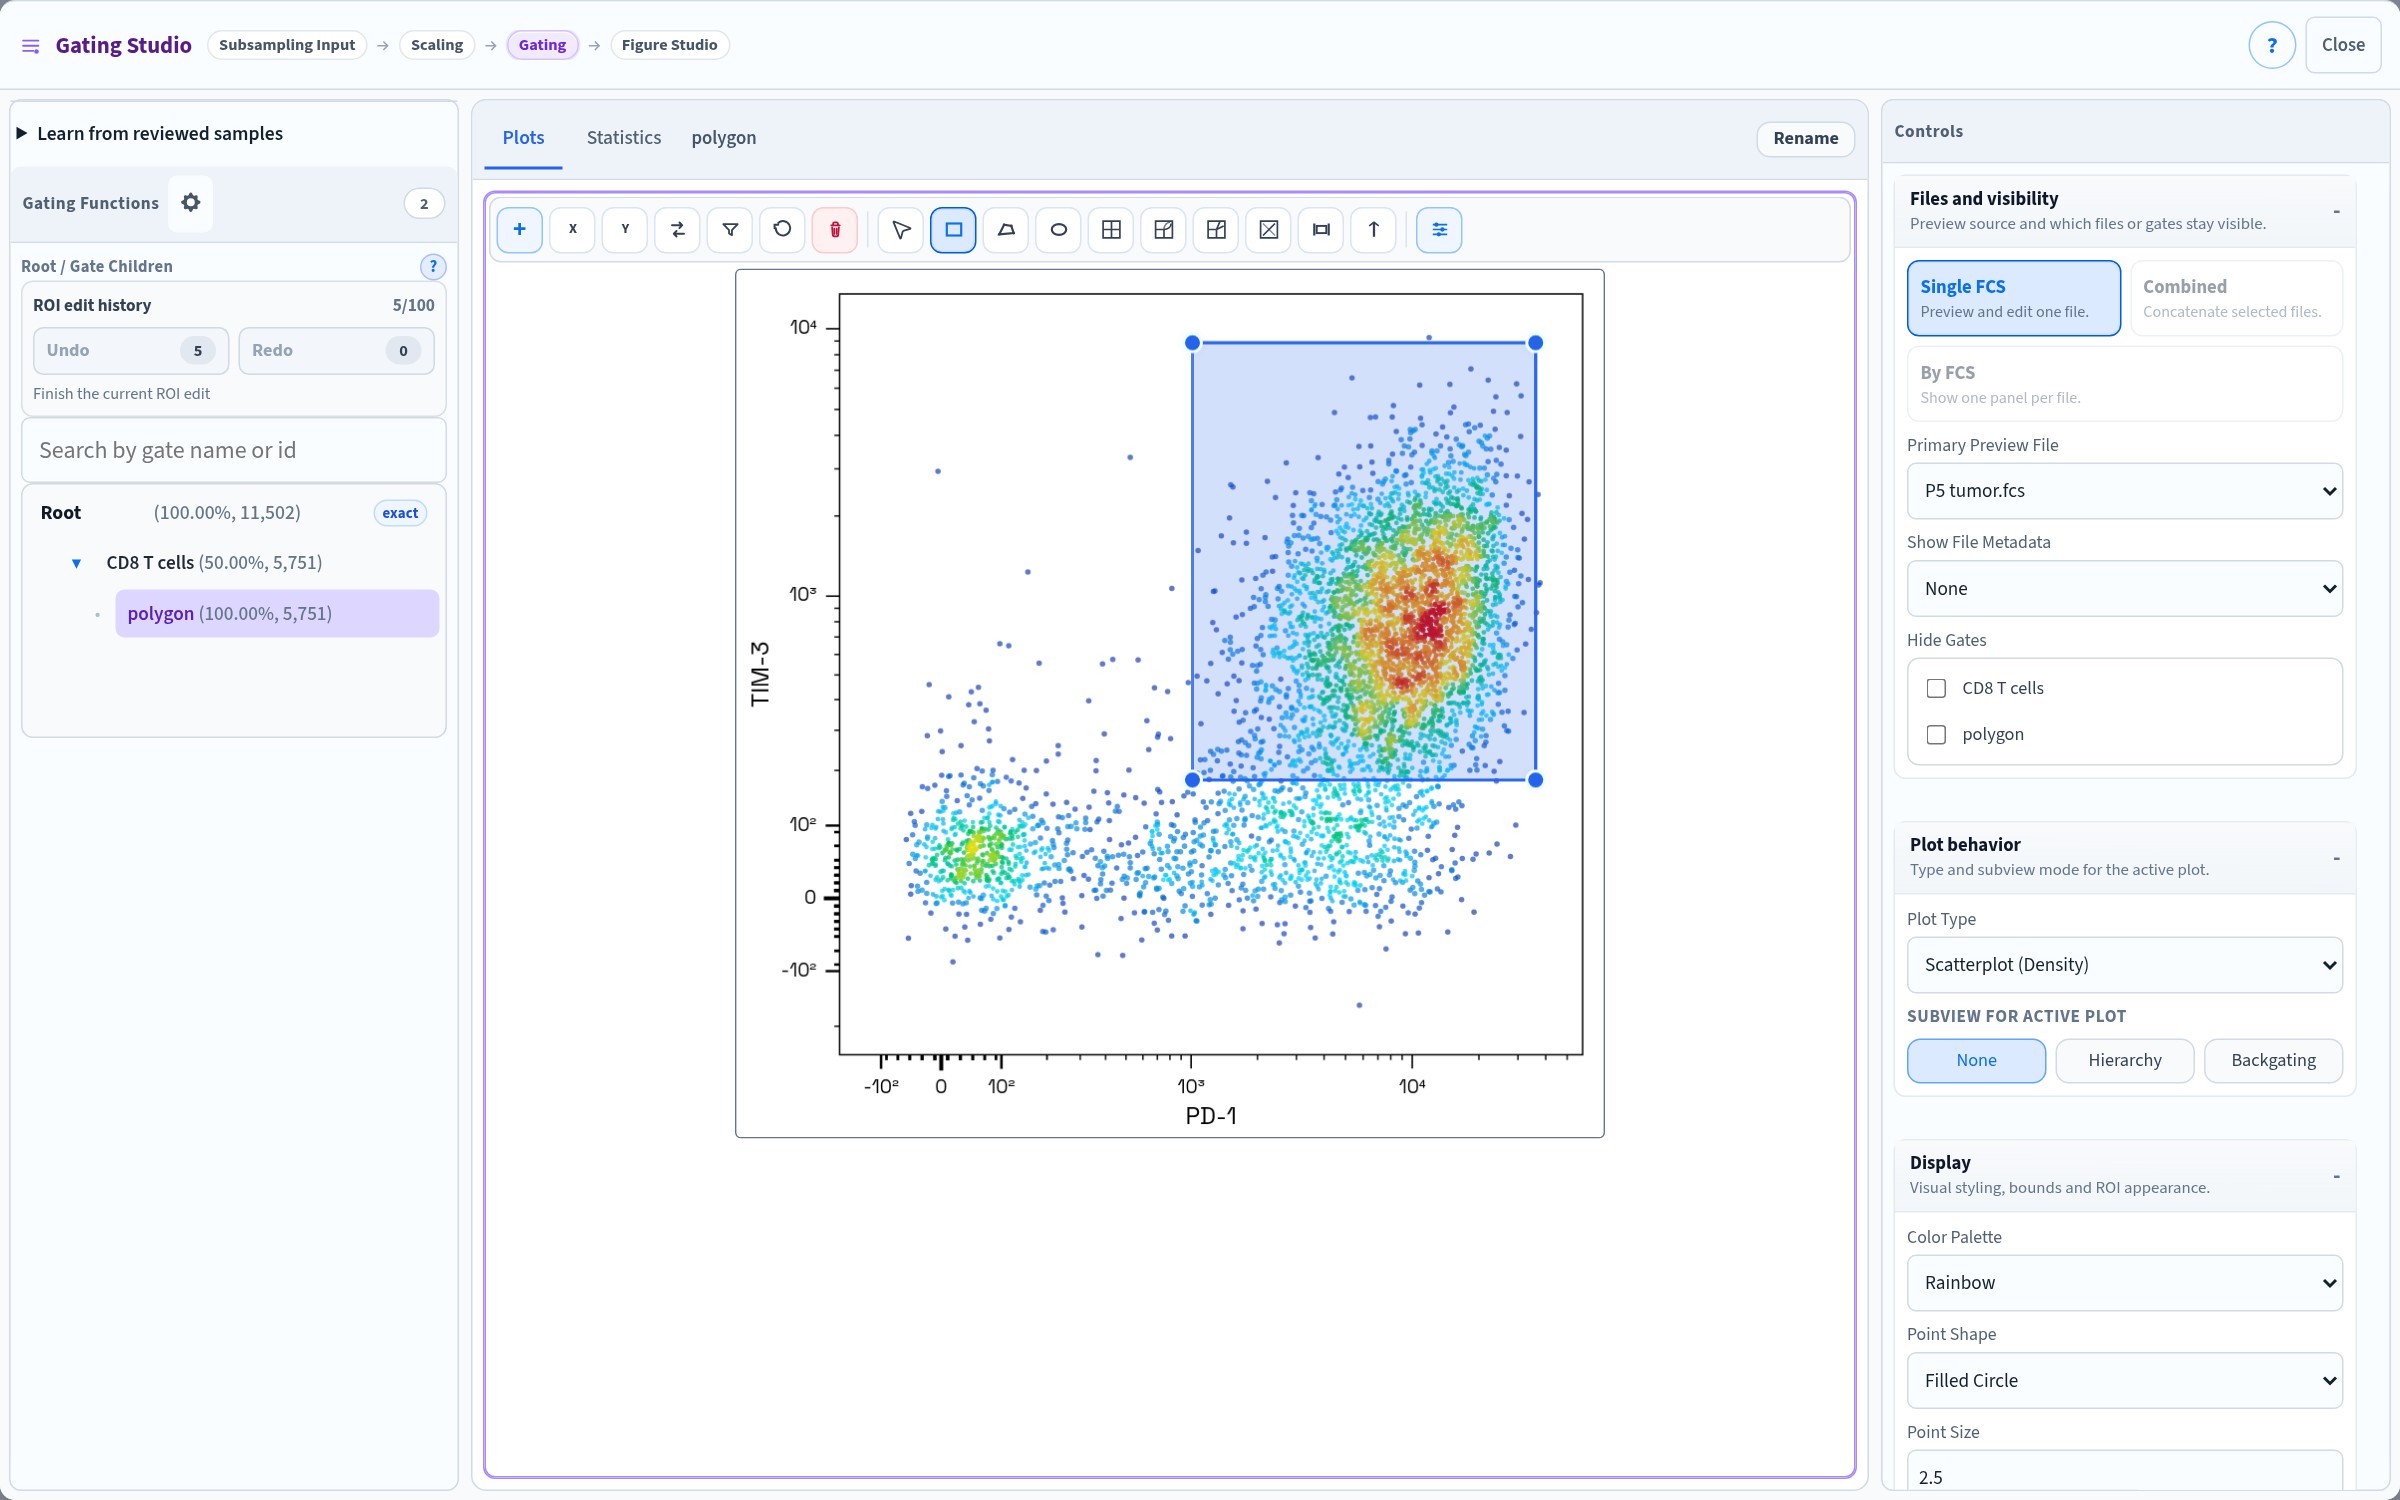 Gating Studio
Subsampling Input → Scaling → Gating → Figure Studio
?
Close
Learn from reviewed samples
Gating Functions
2
Root / Gate Children
?
ROI edit history
5/100
Undo 5
Redo 0
Finish the current ROI edit
Search by gate name or id
Root (100.00%, 11,502) exact
CD8 T cells (50.00%, 5,751)
polygon (100.00%, 5,751)
Plots
Statistics
polygon
Rename
X
Y
10⁴
10³
10²
0
-10²
TIM-3
-10²
0
10²
10³
10⁴
PD-1
Controls
Files and visibility
Preview source and which files or gates stay visible.
Single FCS
Preview and edit one file.
Combined
Concatenate selected files.
By FCS
Show one panel per file.
Primary Preview File
P5 tumor.fcs
Show File Metadata
None
Hide Gates
CD8 T cells
polygon
Plot behavior
Type and subview mode for the active plot.
Plot Type
Scatterplot (Density)
SUBVIEW FOR ACTIVE PLOT
None
Hierarchy
Backgating
Display
Visual styling, bounds and ROI appearance.
Color Palette
Rainbow
Point Shape
Filled Circle
Point Size
2.5